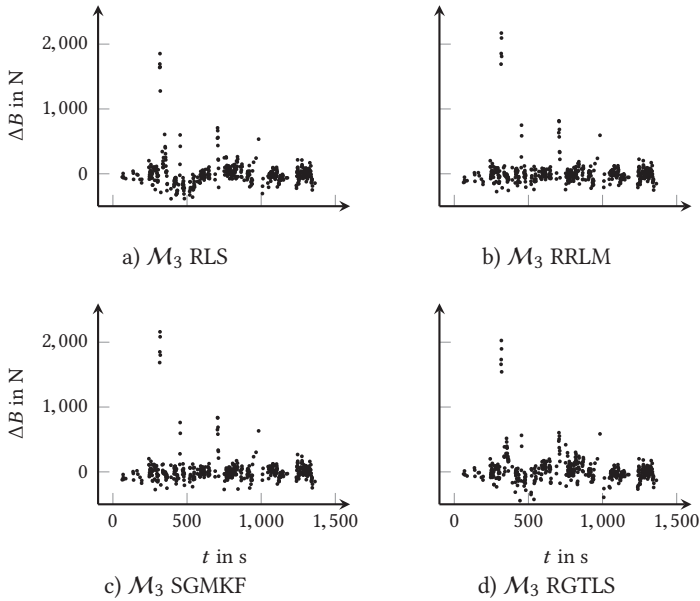 2,000
1,000
0
ΔB in N
a) ℳ₃ RLS
b) ℳ₃ RRLM
2,000
1,000
0
ΔB in N
0 500 1,000 1,500
0 500 1,000 1,500
t in s
t in s
c) ℳ₃ SGMKF
d) ℳ₃ RGTLS